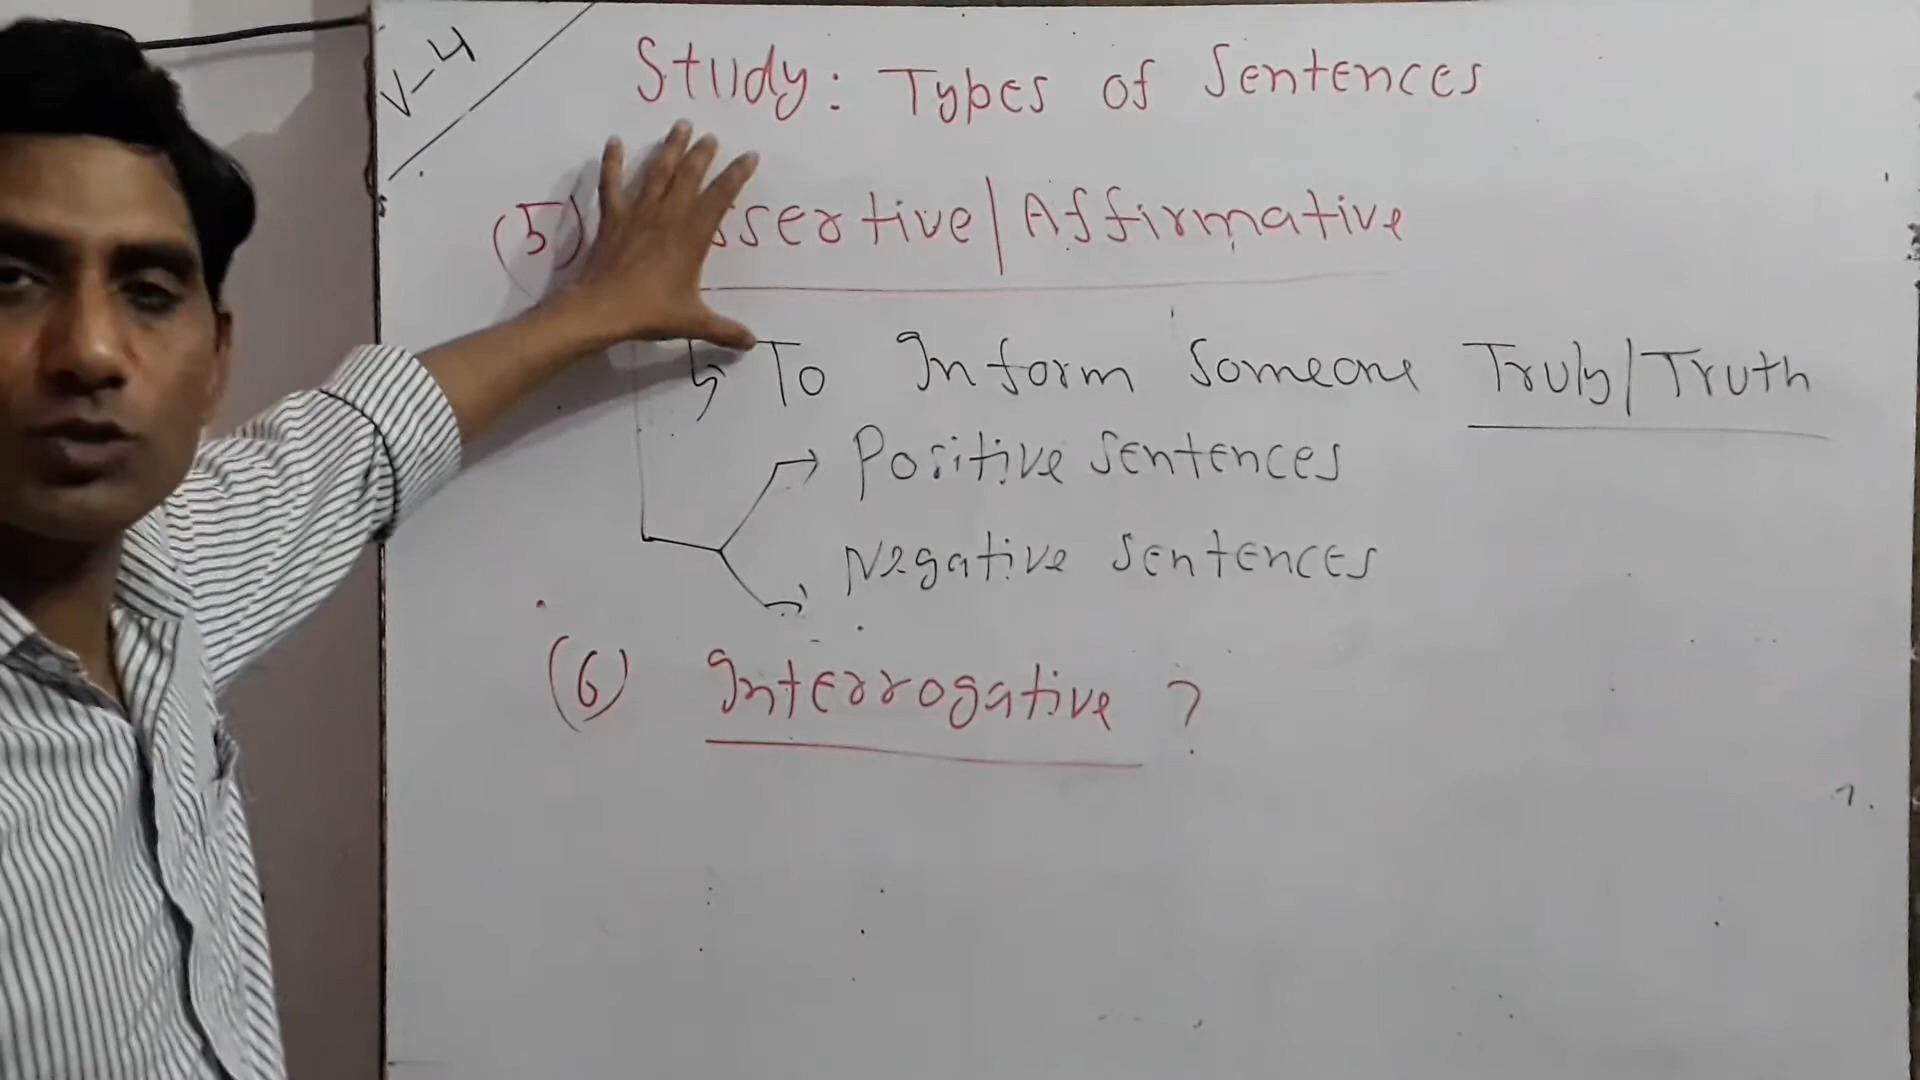 V-4
Study: Types of Sentences
(5) ssertive/Affirmative
↳ To Inform Someone Truly/Truth
→ Positive Sentences
→ Negative Sentences
(6) Interrogative ?